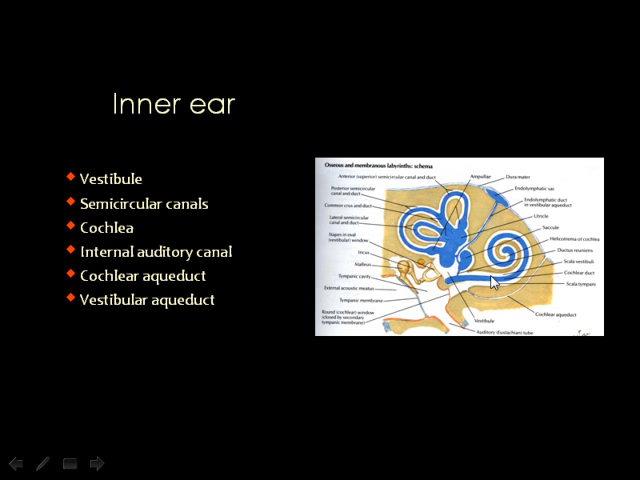 Inner ear
Vestibule
Semicircular canals
Cochlea
Internal auditory canal
Cochlear aqueduct
Vestibular aqueduct
Osseous and membranous labyrinths: schema
Anterior (superior) semicircular canal and duct
Ampullae
Dura mater
Posterior semicircular
canal and duct
Endolymphatic sac
Common crus and duct
Endolymphatic duct
in vestibular aqueduct
Lateral semicircular
canal and duct
Utricle
Saccule
Stapes in oval
(vestibular) window
Helicotrema of cochlea
Incus
Ductus reuniens
Malleus
Scala vestibuli
Tympanic cavity
Cochlear duct
External acoustic meatus
Scala tympani
Tympanic membrane
Round (cochlear) window
(closed by secondary
tympanic membrane)
Cochlear aqueduct
Vestibule
Auditory (Eustachian) tube